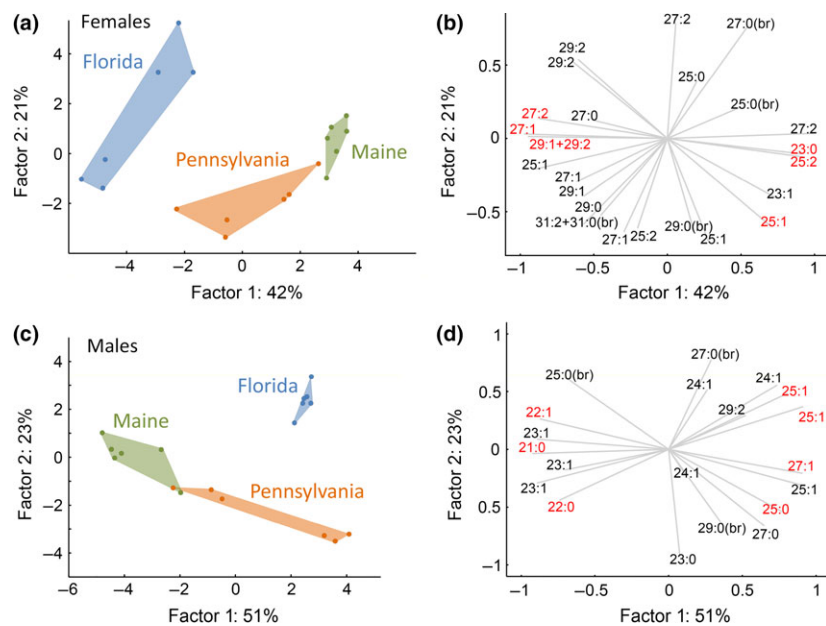 (a) Females
Florida
Pennsylvania
Maine
Factor 2: 21%
4
2
0
−2
−4 −2 0 2 4
Factor 1: 42%
(b)
27:2 27:0(br)
29:2
29:2
25:0
25:0(br)
27:2
27:0
27:1
27:2
29:1+29:2
23:0
25:2
25:1
27:1
29:1
23:1
29:0
31:2+31:0(br)
25:1
27:1
25:2
29:0(br)
25:1
Factor 2: 21%
0.5
0
−0.5
−1 −0.5 0 0.5 1
Factor 1: 42%
(c) Males
Florida
Maine
Pennsylvania
Factor 2: 23%
4
2
0
−2
−4
−6 −4 −2 0 2 4
Factor 1: 51%
(d)
27:0(br)
25:0(br)
24:1
24:1
25:1
22:1
29:2
25:1
23:1
21:0
23:1
24:1
27:1
23:1
25:1
22:0
25:0
29:0(br)
27:0
23:0
Factor 2: 23%
1
0.5
0
0.5
−1
−1 −0.5 0 0.5 1
Factor 1: 51%